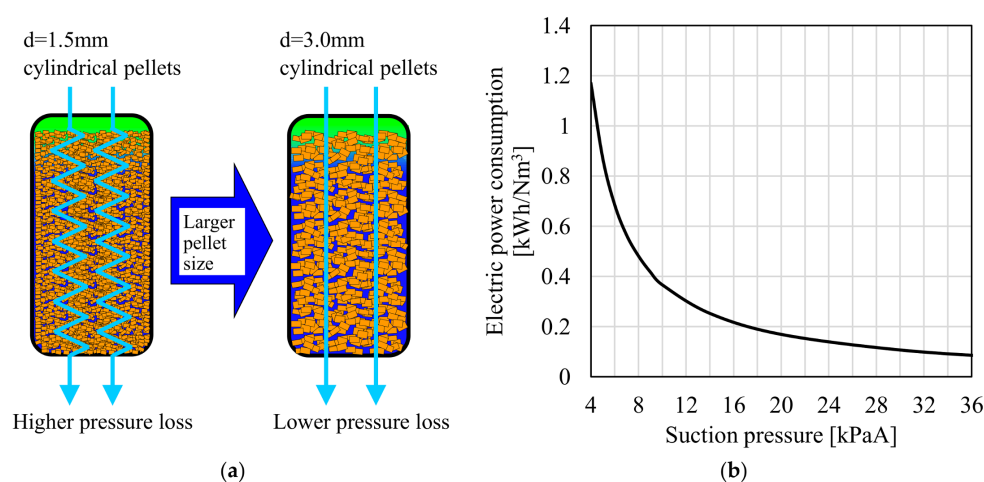 d=1.5mm
cylindrical pellets
d=3.0mm
cylindrical pellets
Larger
pellet
size
Higher pressure loss
Lower pressure loss
(a)
Electric power consumption
[kWh/Nm³]
1.4
1.2
1
0.8
0.6
0.4
0.2
0
4 8 12 16 20 24 28 32 36
Suction pressure [kPaA]
(b)